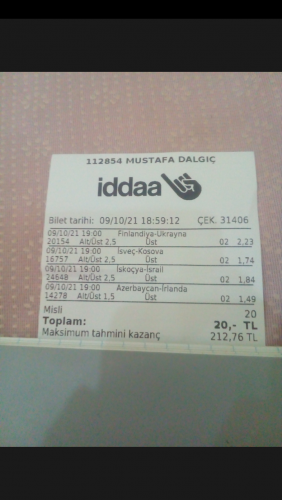 112854 MUSTAFA DALGIÇ
iddaa
Bilet tarihi: 09/10/21 18:59:12 ÇEK. 31406
09/10/21 19:00 Finlandiya-Ukrayna
20154 Alt/Üst 2,5 Üst 02 2,23
09/10/21 19:00 İsveç-Kosova
16757 Alt/Üst 2,5 Üst 02 1,74
09/10/21 19:00 İskoçya-İsrail
24648 Alt/Üst 2,5 Üst 02 1,84
09/10/21 19:00 Azerbaycan-İrlanda
14278 Alt/Üst 1,5 Üst 02 1,49
Misli 20
Toplam: 20,- TL
Maksimum tahmini kazanç 212,76 TL